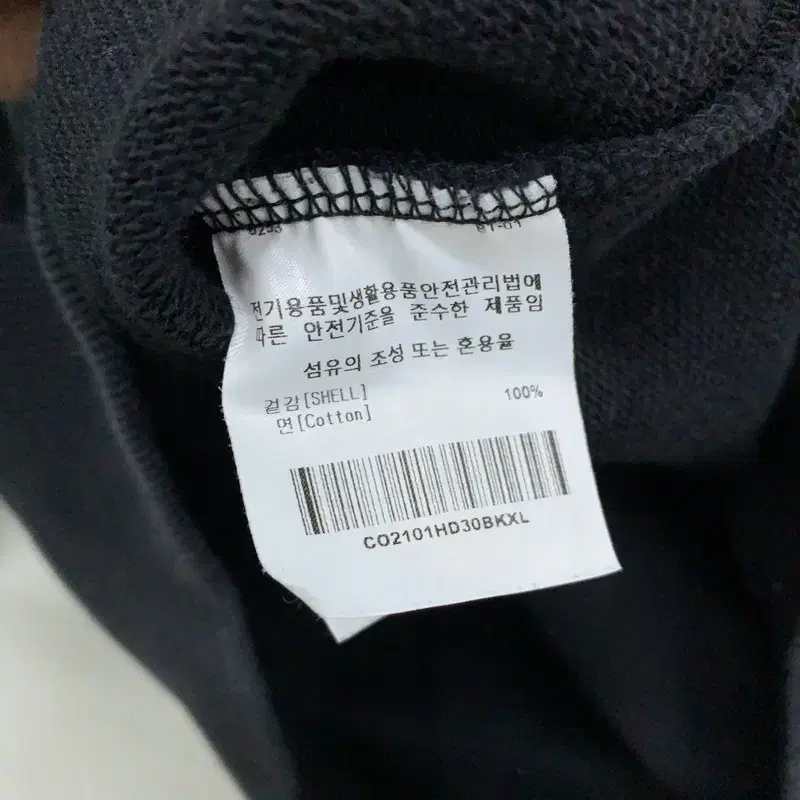 전기용품및생활용품안전관리법에
따른 안전기준을 준수한 제품임
섬유의 조성 또는 혼용율
겉감[SHELL]
면[Cotton] 100%
CO2101HD30BKXL